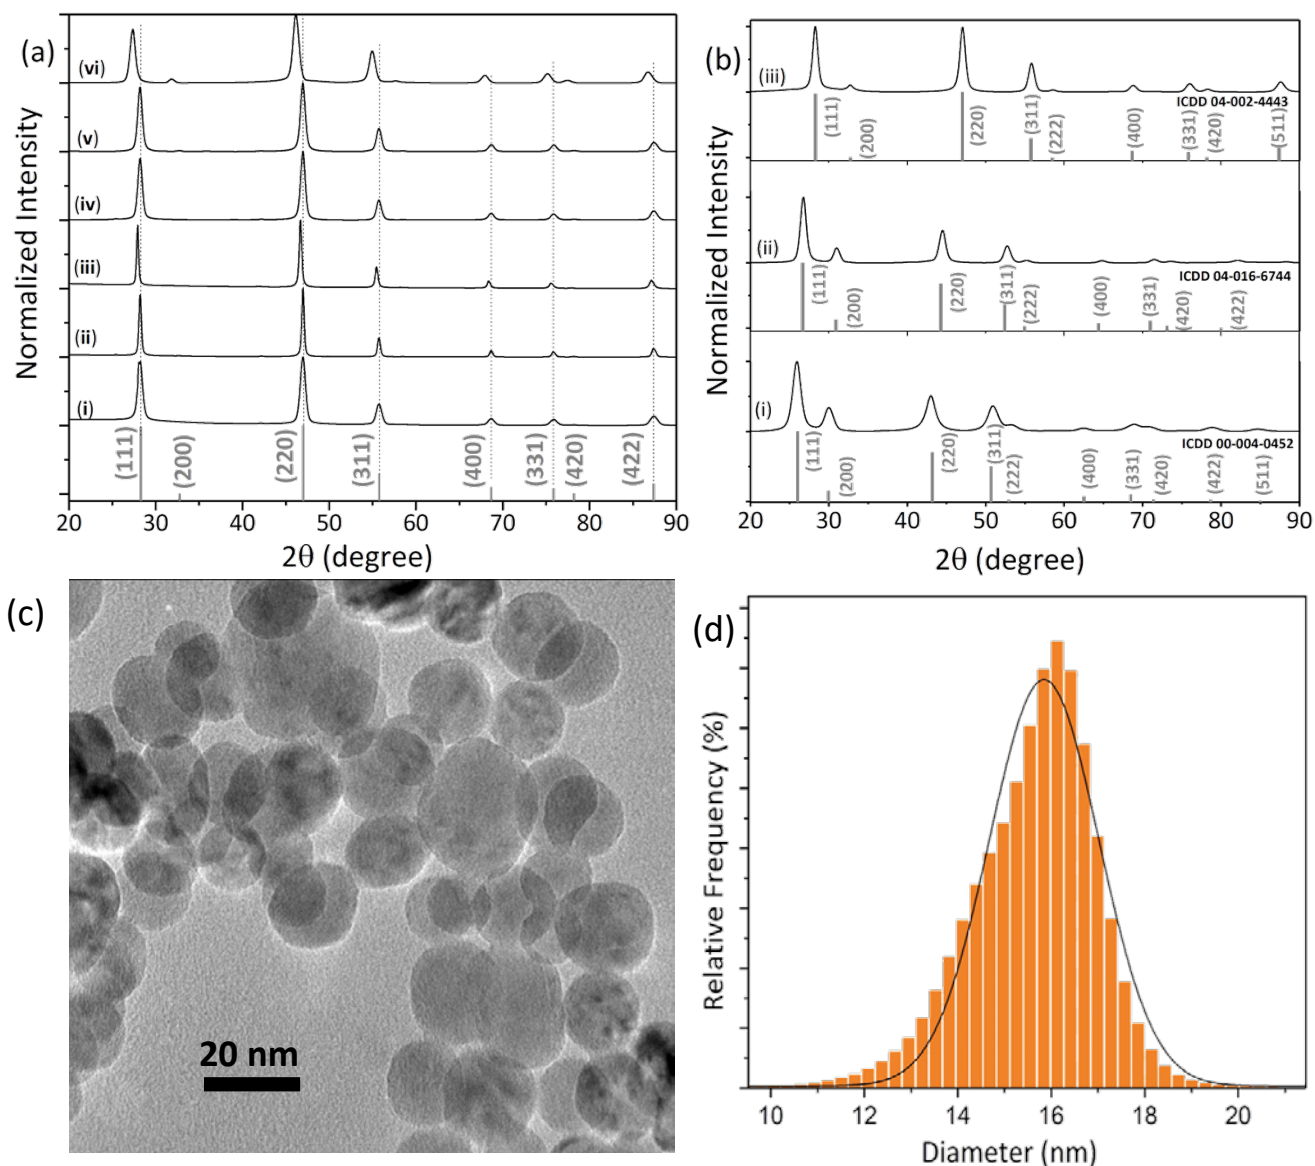 (a)
Normalized Intensity
(vi)
(v)
(iv)
(iii)
(ii)
(i)
(111)
(200)
(220)
(311)
(400)
(331)
(420)
(422)
20 30 40 50 60 70 80 90
2θ (degree)
(b)
Normalized Intensity
(iii)
ICDD 04-002-4443
(111)
(200)
(220)
(311)
(222)
(400)
(331)
(420)
(511)
(ii)
ICDD 04-016-6744
(111)
(200)
(220)
(311)
(222)
(400)
(331)
(420)
(422)
(i)
ICDD 00-004-0452
(111)
(200)
(220)
(311)
(222)
(400)
(331)
(420)
(422)
(511)
20 30 40 50 60 70 80 90
2θ (degree)
(c)
20 nm
(d)
Relative Frequency (%)
10 12 14 16 18 20
Diameter (nm)